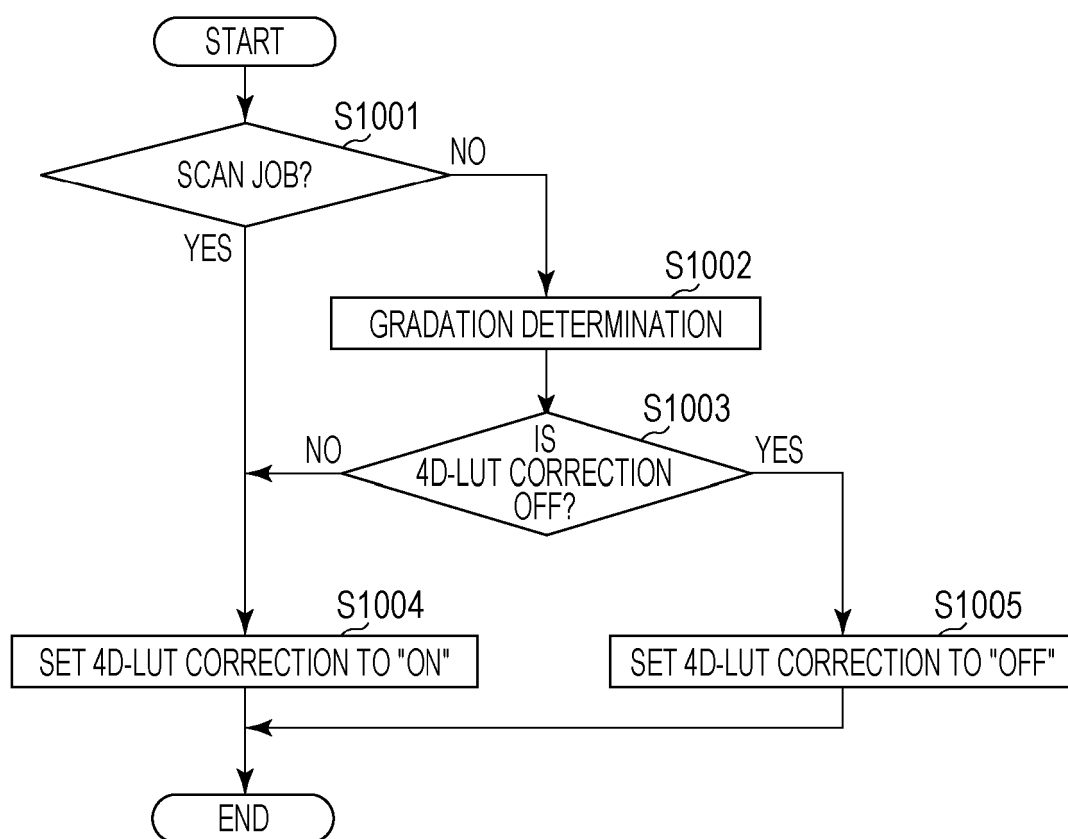 START
S1001
SCAN JOB?
NO
YES
S1002
GRADATION DETERMINATION
S1003
IS
4D-LUT CORRECTION
OFF?
NO
YES
S1004
SET 4D-LUT CORRECTION TO "ON"
S1005
SET 4D-LUT CORRECTION TO "OFF"
END